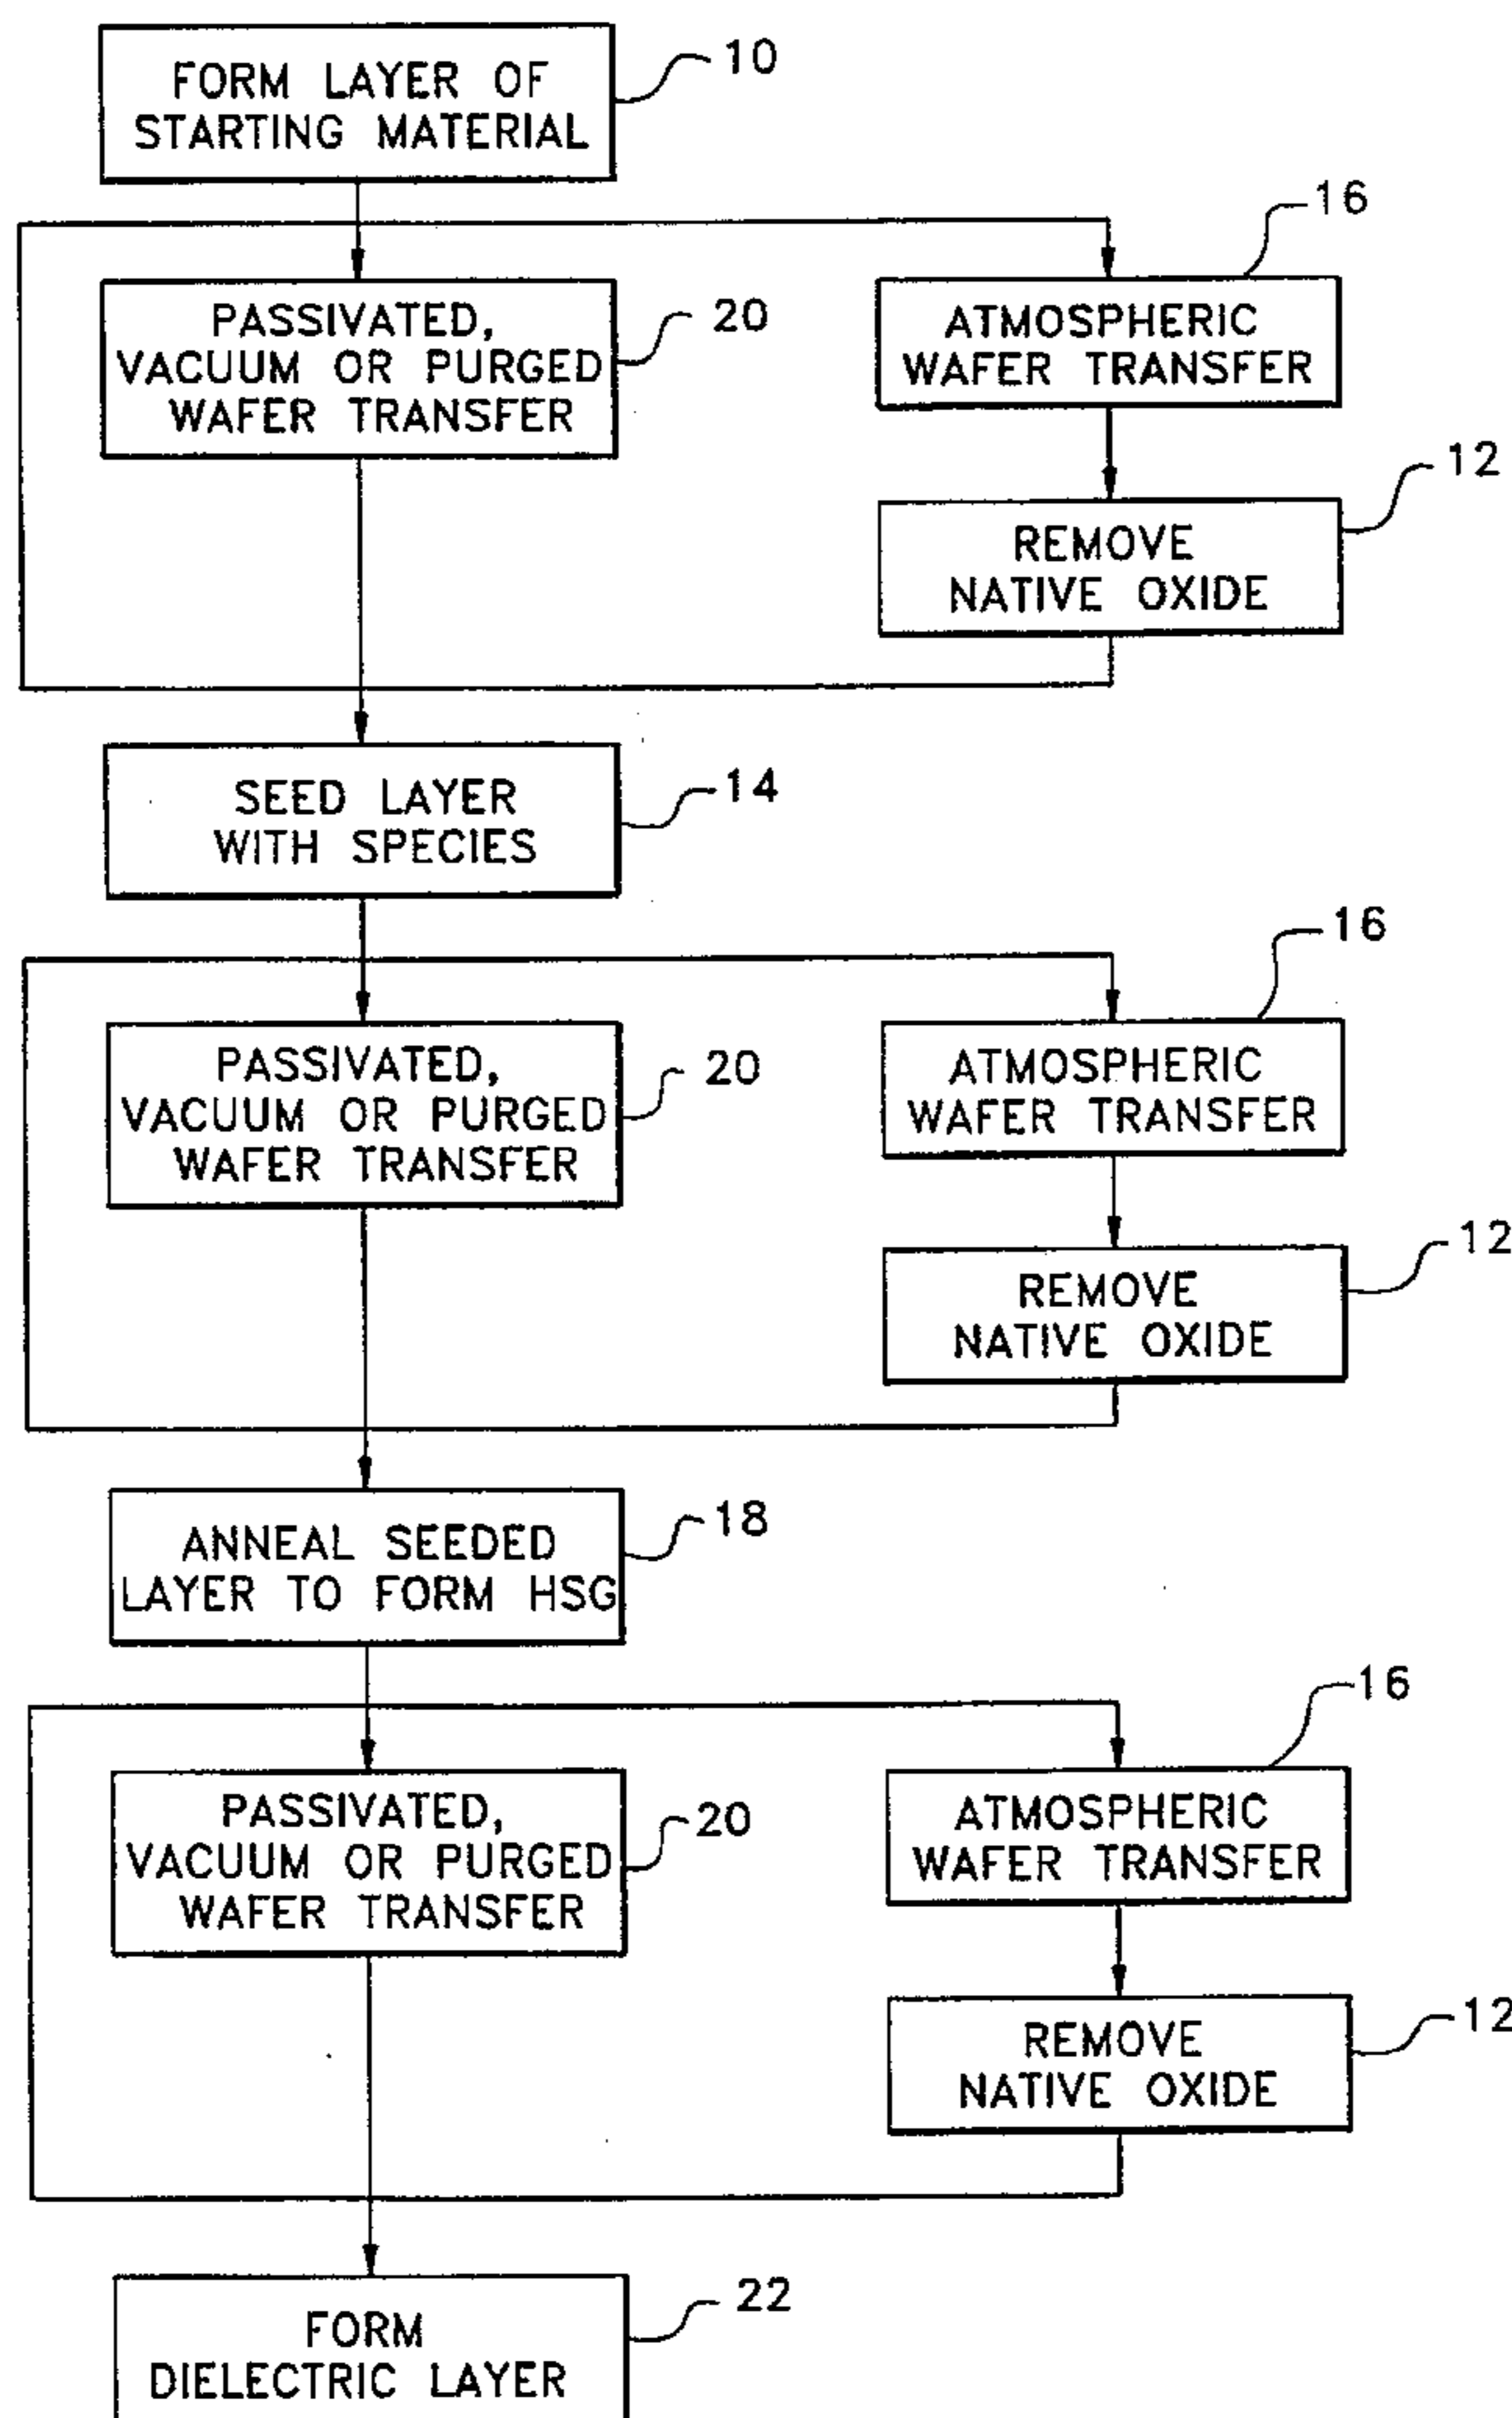 FORM LAYER OF
STARTING MATERIAL
10
16
PASSIVATED,
VACUUM OR PURGED
WAFER TRANSFER
20
ATMOSPHERIC
WAFER TRANSFER
12
REMOVE
NATIVE OXIDE
SEED LAYER
WITH SPECIES
14
16
PASSIVATED,
VACUUM OR PURGED
WAFER TRANSFER
20
ATMOSPHERIC
WAFER TRANSFER
12
REMOVE
NATIVE OXIDE
ANNEAL SEEDED
LAYER TO FORM HSG
18
16
PASSIVATED,
VACUUM OR PURGED
WAFER TRANSFER
20
ATMOSPHERIC
WAFER TRANSFER
12
REMOVE
NATIVE OXIDE
FORM
DIELECTRIC LAYER
22